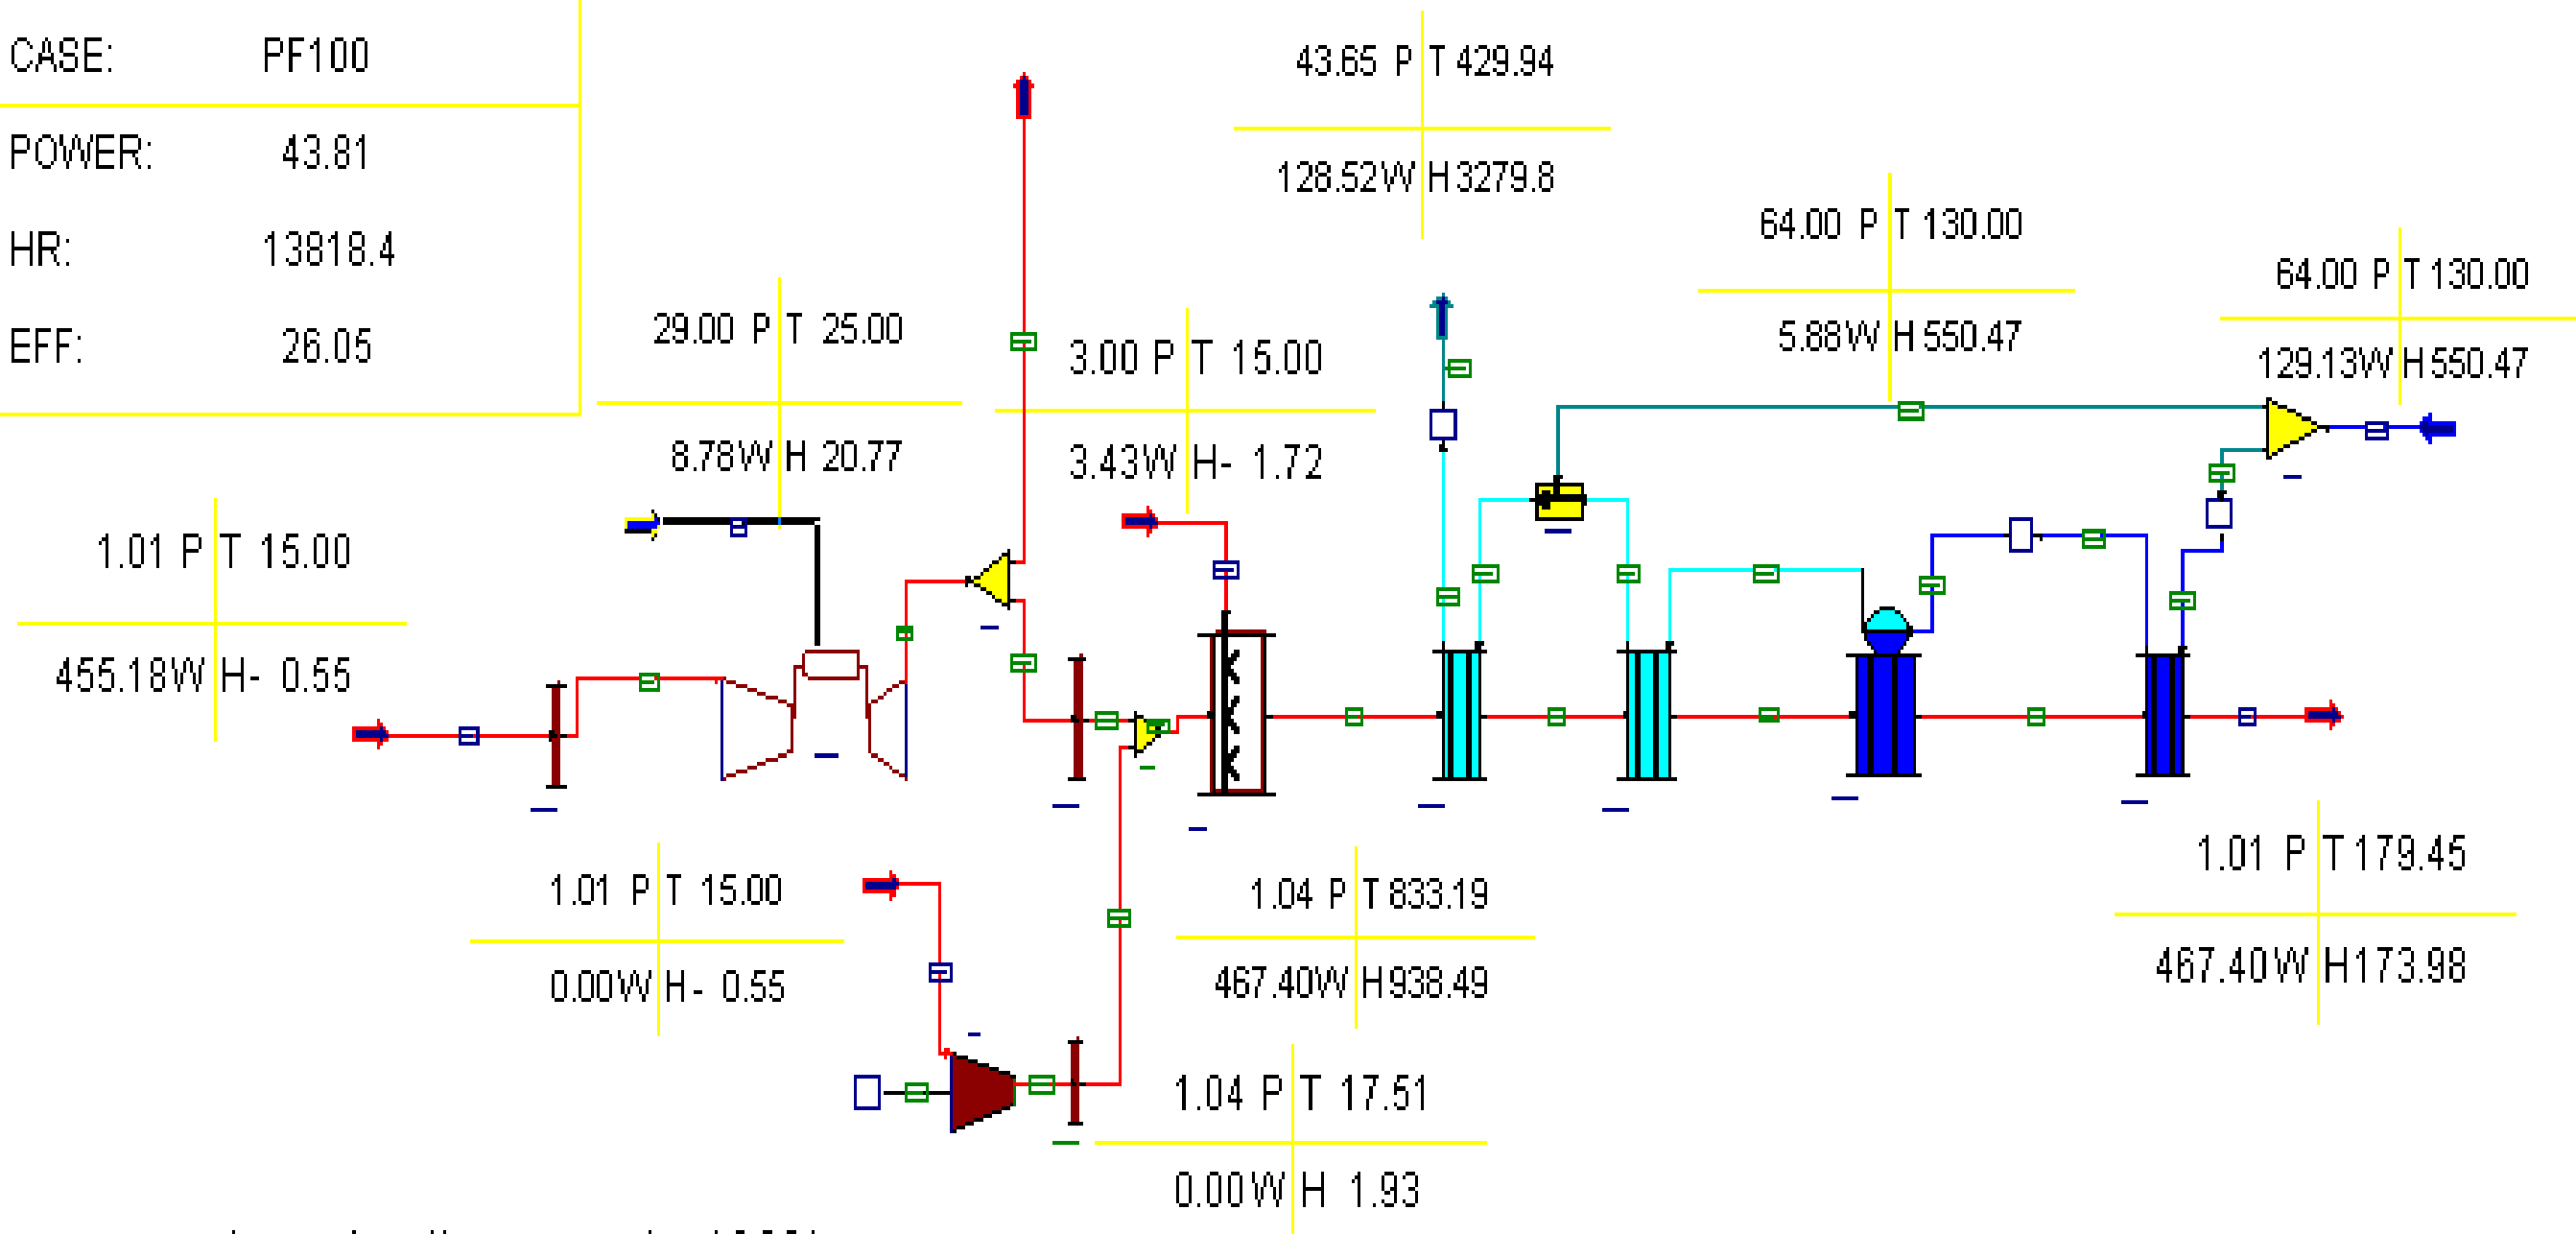 CASE: PF100
POWER: 43.81
HR: 13818.4
EFF: 26.05
43.65 P T 429.94
128.52W H 3279.8
64.00 P T 130.00
5.88W H 550.47
64.00 P T 130.00
129.13W H 550.47
29.00 P T 25.00
8.78W H 20.77
3.00 P T 15.00
3.43W H- 1.72
1.01 P T 15.00
455.18W H- 0.55
1.01 P T 15.00
0.00W H- 0.55
1.04 P T 833.19
467.40W H 938.49
1.01 P T 179.45
467.40W H 173.98
1.04 P T 17.51
0.00W H 1.93